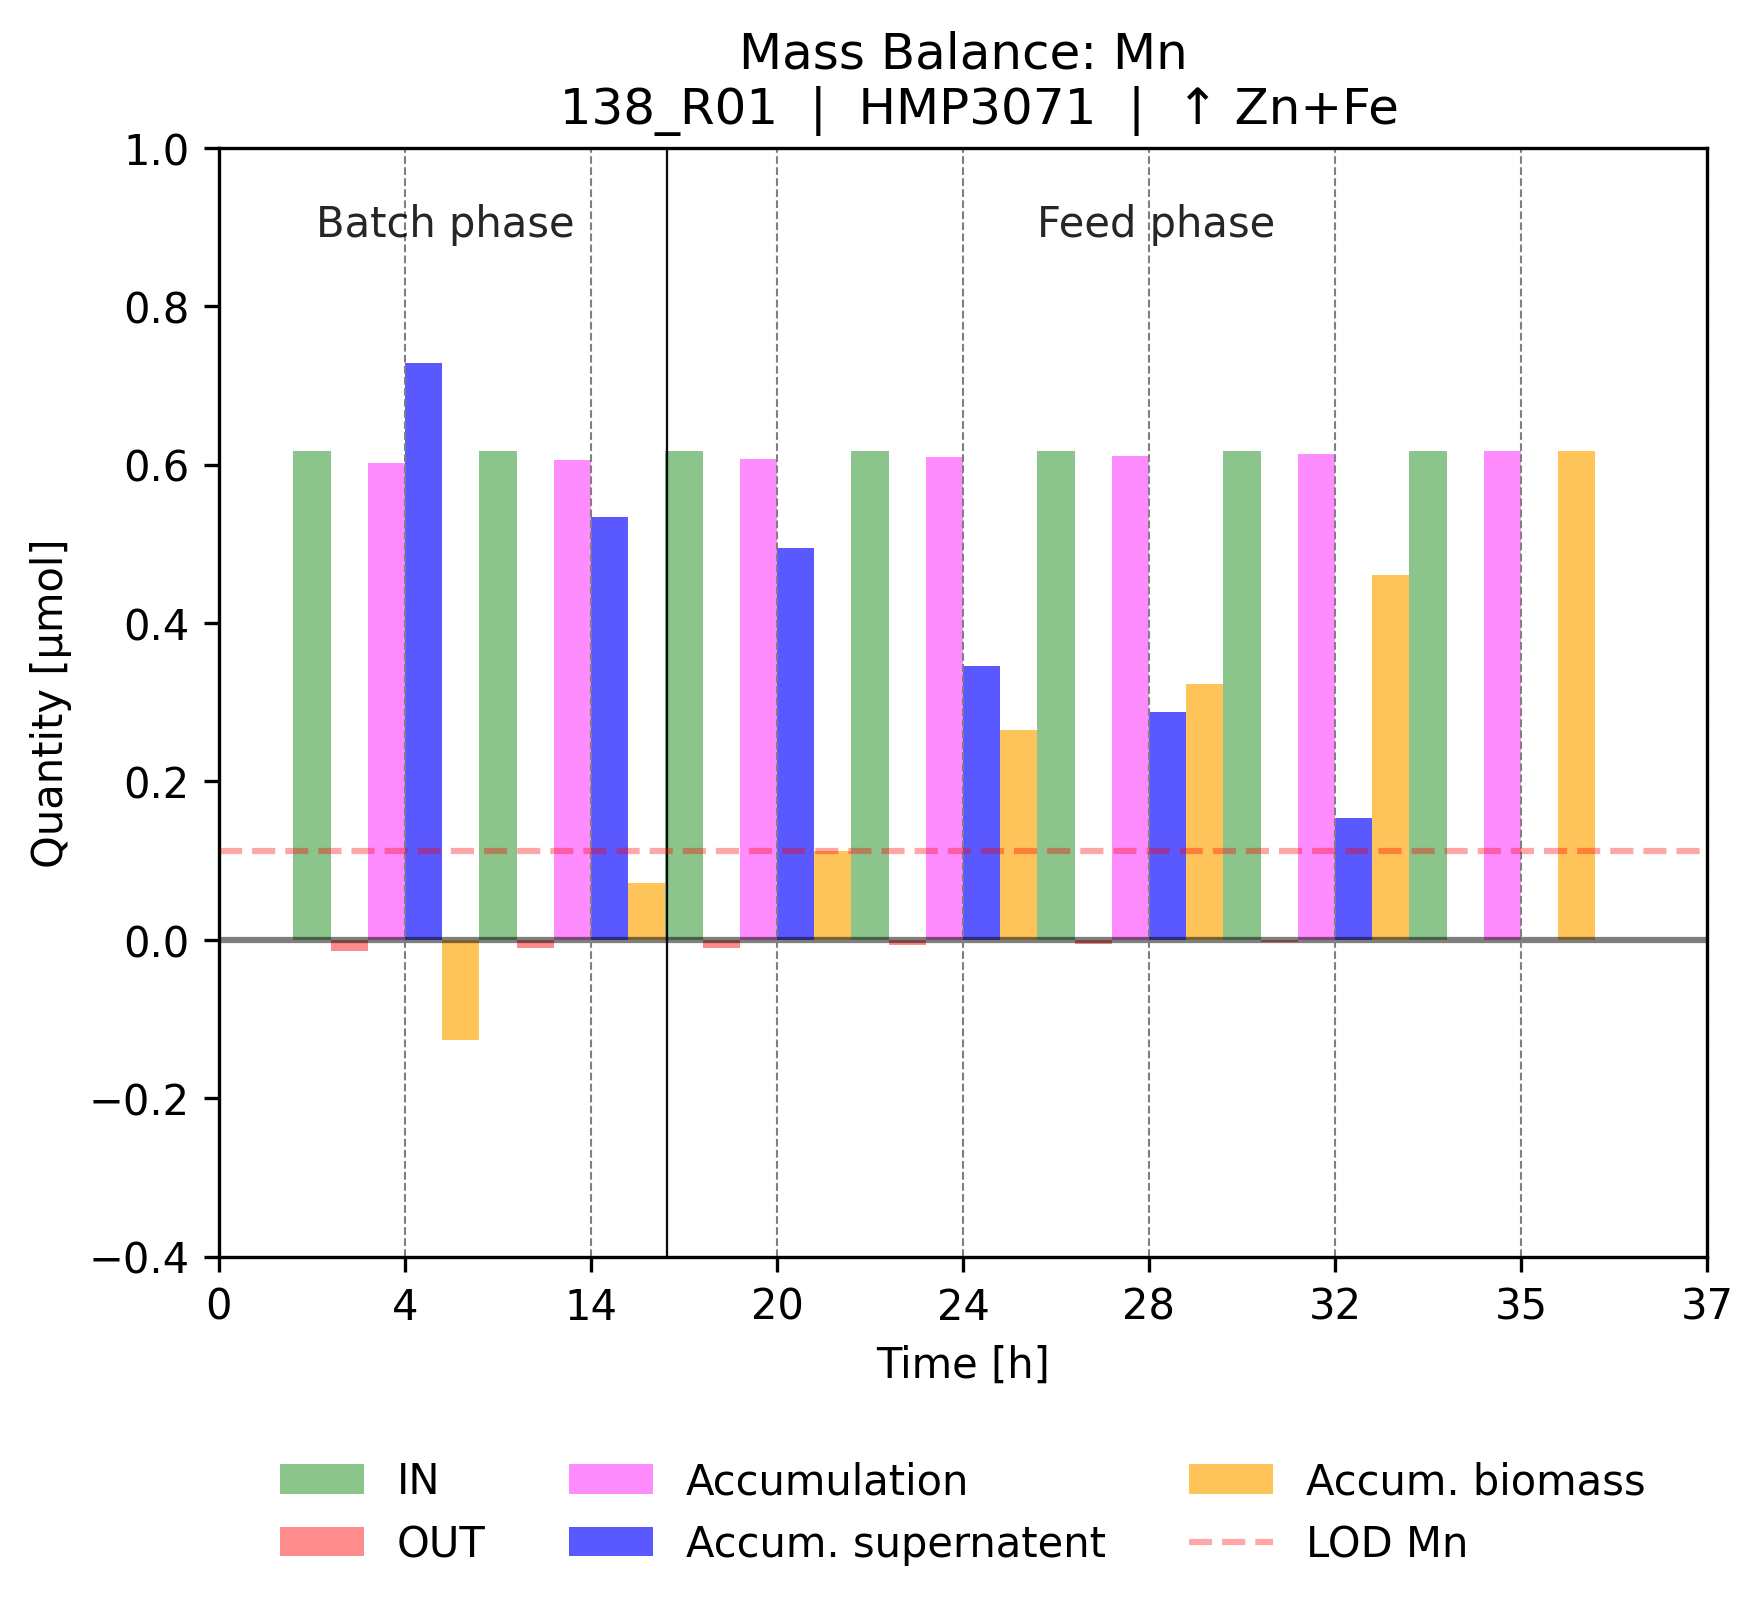 Mass Balance: Mn
138_R01 | HMP3071 | ↑ Zn+Fe
Batch phase
Feed phase
1.0
0.8
0.6
0.4
0.2
0.0
−0.2
−0.4
Quantity [µmol]
0 4 14 20 24 28 32 35 37
Time [h]
IN
OUT
Accumulation
Accum. supernatent
Accum. biomass
LOD Mn